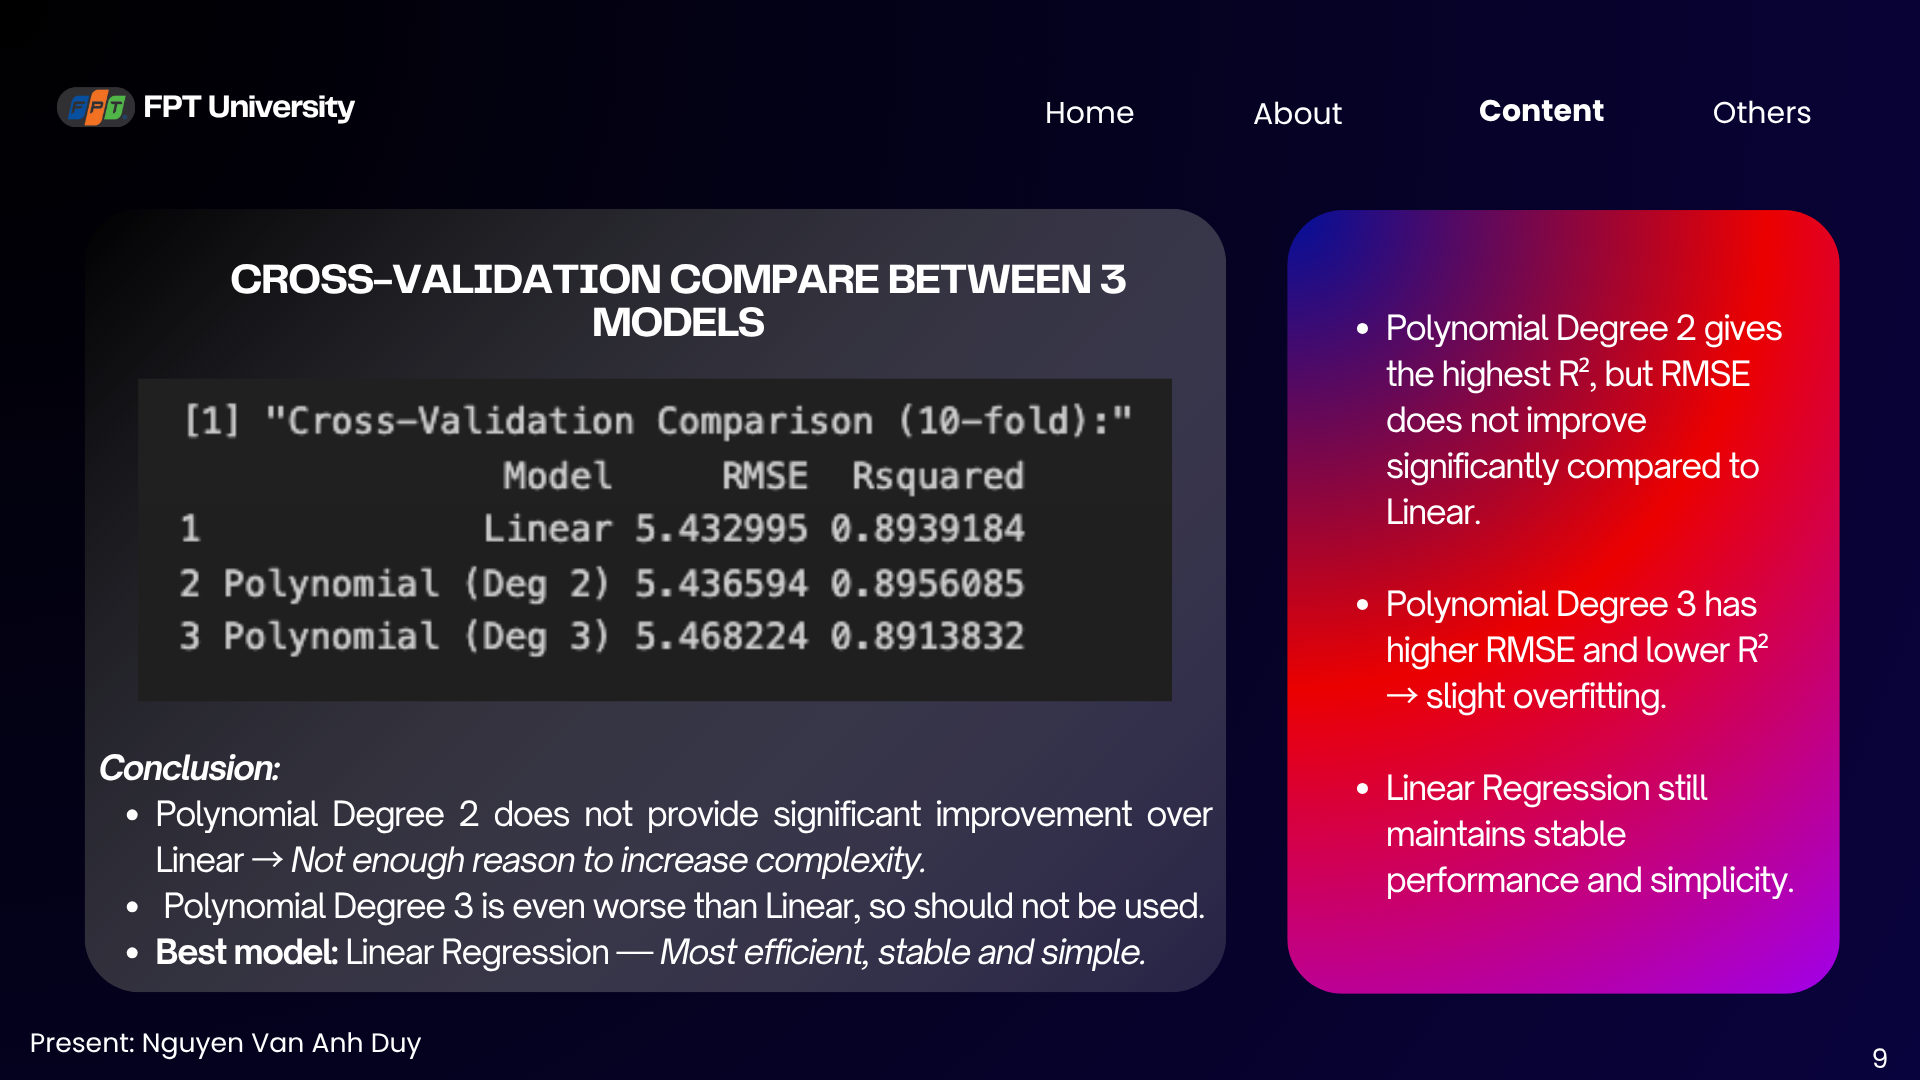 FPT FPT University
Home About Content Others
CROSS-VALIDATION COMPARE BETWEEN 3
MODELS
[1] "Cross-Validation Comparison (10-fold):"
Model RMSE Rsquared
1 Linear 5.432995 0.8939184
2 Polynomial (Deg 2) 5.436594 0.8956085
3 Polynomial (Deg 3) 5.468224 0.8913832
Conclusion:
• Polynomial Degree 2 does not provide significant improvement over
Linear → Not enough reason to increase complexity.
• Polynomial Degree 3 is even worse than Linear, so should not be used.
• Best model: Linear Regression — Most efficient, stable and simple.
• Polynomial Degree 2 gives
the highest R², but RMSE
does not improve
significantly compared to
Linear.
• Polynomial Degree 3 has
higher RMSE and lower R²
→ slight overfitting.
• Linear Regression still
maintains stable
performance and simplicity.
Present: Nguyen Van Anh Duy
9